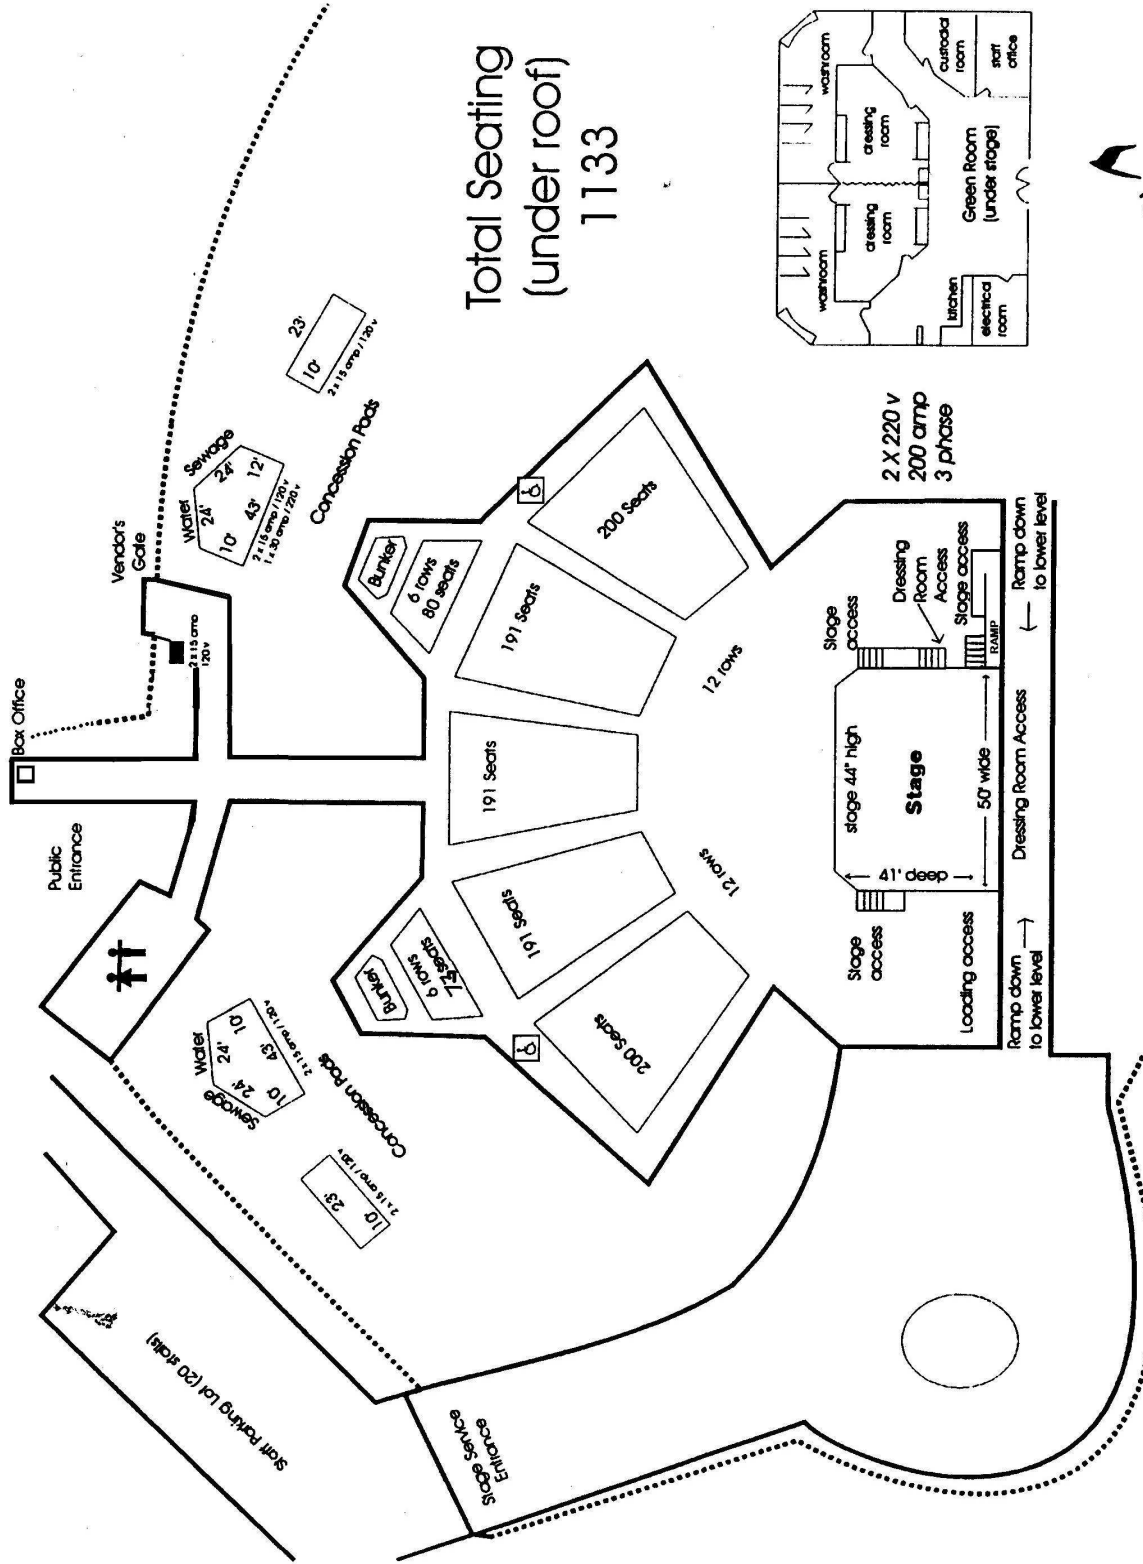 Total Seating
(under roof)
1133
Box Office
Public
Entrance
Vendor's
Gate
2 x 15 amp
120 v
Water
Sewage
24'
24'
10'
43'
12'
2 x 15 amp / 120 v
1 x 30 amp / 220 v
10'
23'
2 x 15 amp / 120 v
Concession Pads
Water
Sewage
24'
24'
10'
43'
10'
2 x 15 amp / 120 v
23'
10'
2 x 15 amp / 120 v
Concession Pads
Staff Parking Lot (20 stalls)
Stage Service
Entrance
Bunker
6 rows
seats
Bunker
6 rows
80 seats
200 Seats
191 Seats
191 Seats
191 Seats
200 Seats
12 rows
12 rows
Stage
access
Loading access
stage 44" high
Stage
41' deep
50' wide
Stage
access
Dressing
Room
Access
Stage access
RAMP
2 X 220 v
200 amp
3 phase
Ramp down
to lower level
Dressing Room Access
Ramp down
to lower level
washroom
washroom
dressing
room
dressing
room
custodial
room
staff
office
kitchen
electrical
room
Green Room
(under stage)